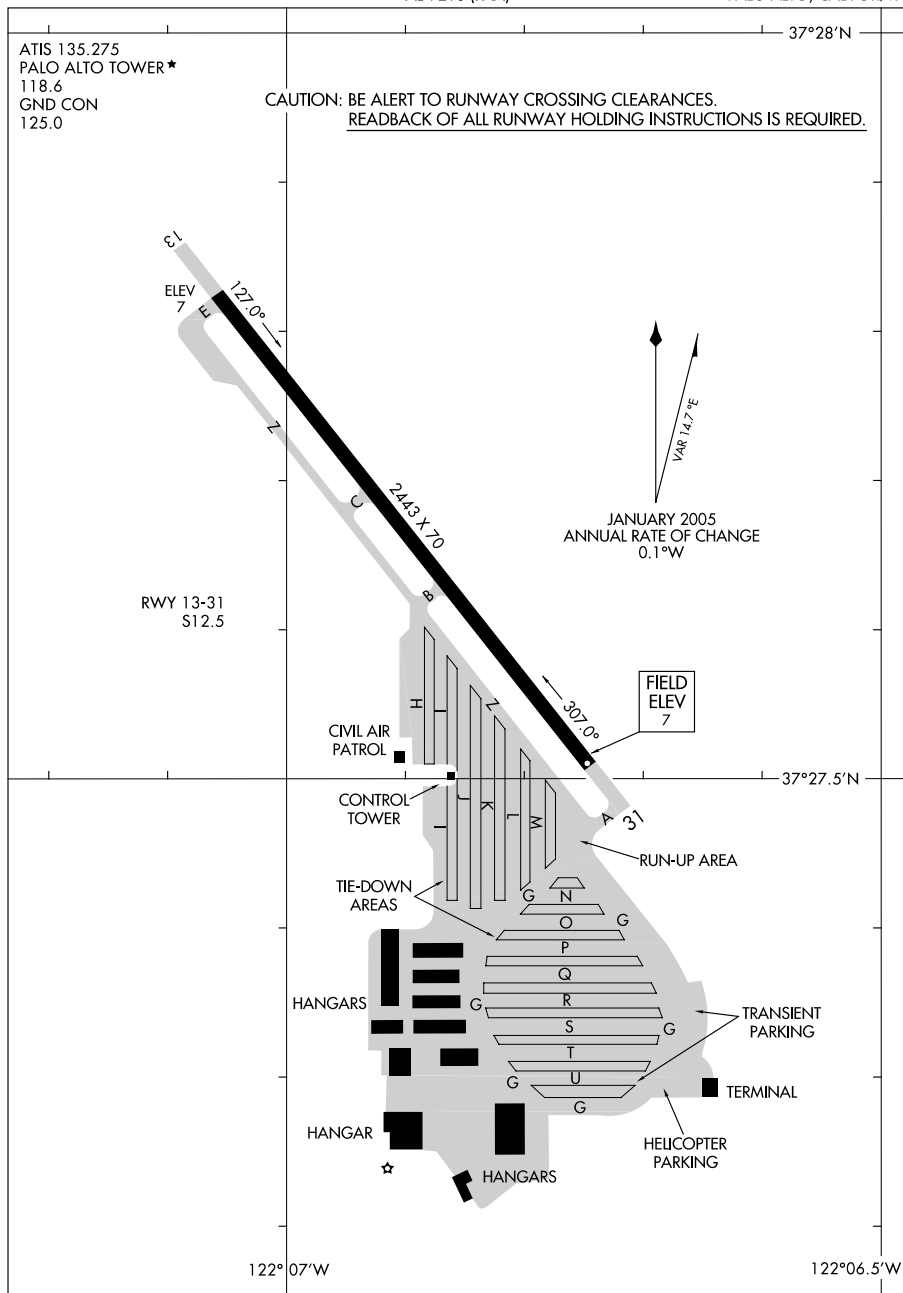 37°28'N
ATIS 135.275
PALO ALTO TOWER★
118.6
GND CON
125.0
CAUTION: BE ALERT TO RUNWAY CROSSING CLEARANCES.
READBACK OF ALL RUNWAY HOLDING INSTRUCTIONS IS REQUIRED.
13
ELEV
7
127.0°
E
Z
VAR 14.7 °E
C
2443 X 70
JANUARY 2005
ANNUAL RATE OF CHANGE
0.1°W
RWY 13-31
S12.5
B
H
I
Z
307.0°
FIELD
ELEV
7
CIVIL AIR
PATROL
37°27.5'N
CONTROL
TOWER
I
J
K
L
M
A
31
RUN-UP AREA
TIE-DOWN
AREAS
G
N
O
G
P
Q
HANGARS
G
R
S
G
TRANSIENT
PARKING
T
G
U
G
TERMINAL
HANGAR
HELICOPTER
PARKING
HANGARS
122°07'W
122°06.5'W